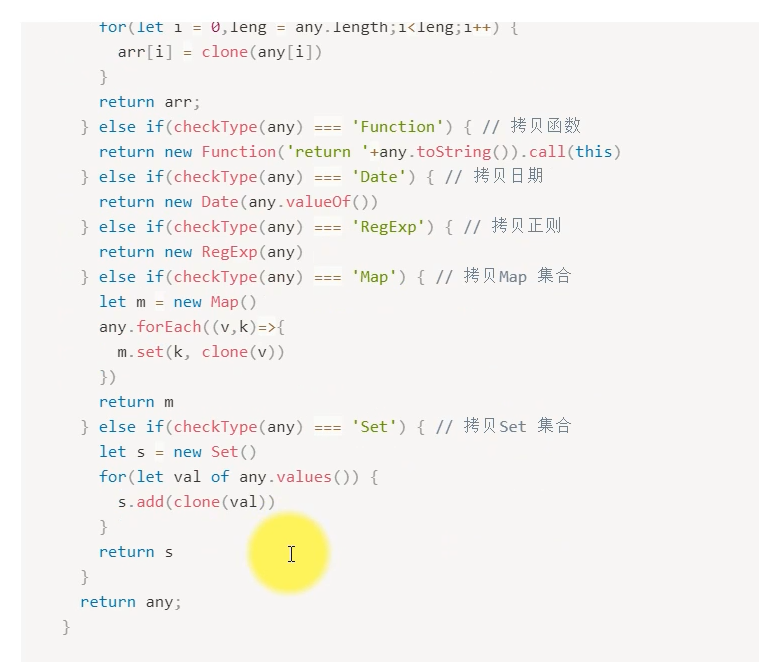 for(let i = 0,leng = any.length;i<leng;i++) {
arr[i] = clone(any[i])
}
return arr;
} else if(checkType(any) === 'Function') { // 拷贝函数
return new Function('return '+any.toString()).call(this)
} else if(checkType(any) === 'Date') { // 拷贝日期
return new Date(any.valueOf())
} else if(checkType(any) === 'RegExp') { // 拷贝正则
return new RegExp(any)
} else if(checkType(any) === 'Map') { // 拷贝Map 集合
let m = new Map()
any.forEach((v,k)=>{
m.set(k, clone(v))
})
return m
} else if(checkType(any) === 'Set') { // 拷贝Set 集合
let s = new Set()
for(let val of any.values()) {
s.add(clone(val))
}
return s
}
return any;
}